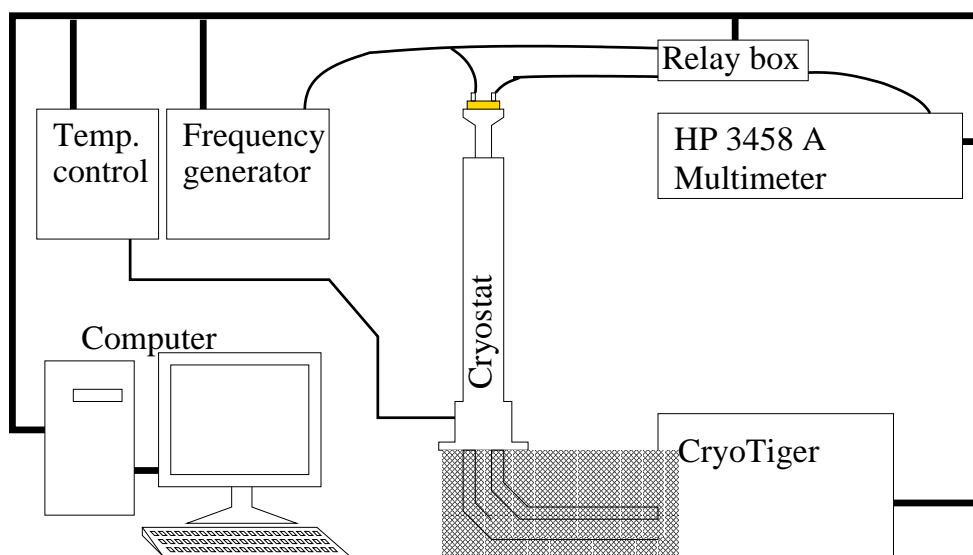 Relay box
Temp.
control
Frequency
generator
HP 3458 A
Multimeter
Cryostat
Computer
CryoTiger